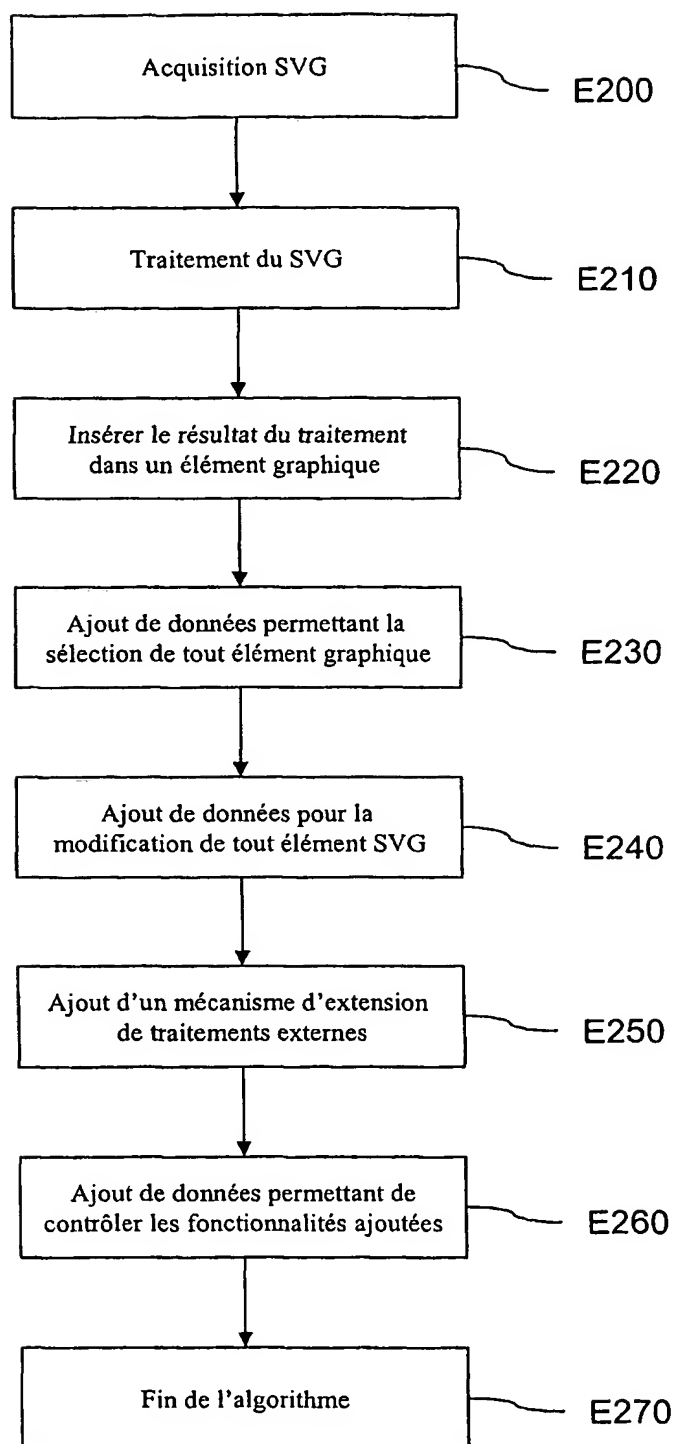 Acquisition SVG
E200
Traitement du SVG
E210
Insérer le résultat du traitement
dans un élément graphique
E220
Ajout de données permettant la
sélection de tout élément graphique
E230
Ajout de données pour la
modification de tout élément SVG
E240
Ajout d'un mécanisme d'extension
de traitements externes
E250
Ajout de données permettant de
contrôler les fonctionnalités ajoutées
E260
Fin de l'algorithme
E270